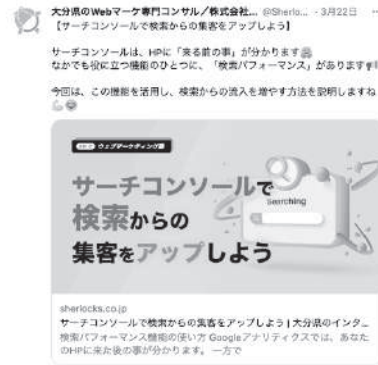 大分県のWebマーケ専門コンサル／株式会社... @Sherlo... ・3月22日
【サーチコンソールで検索からの集客をアップしよう】
サーチコンソールは、HPに「来る前の事」が分かります
なかでも役に立つ機能のひとつに、「検索パフォーマンス」があります
今回は、この機能を活用し、検索からの流入を増やす方法を説明しますね
ウェブマーケティング
サーチコンソールで
検索からの
集客をアップしよう
Searching
sherlocks.co.jp
サーチコンソールで検索からの集客をアップしよう | 大分県のインタ...
検索パフォーマンス機能の使い方 Googleアナリティクスでは、あなた
のHPに来た後の事が分かります。 一方で